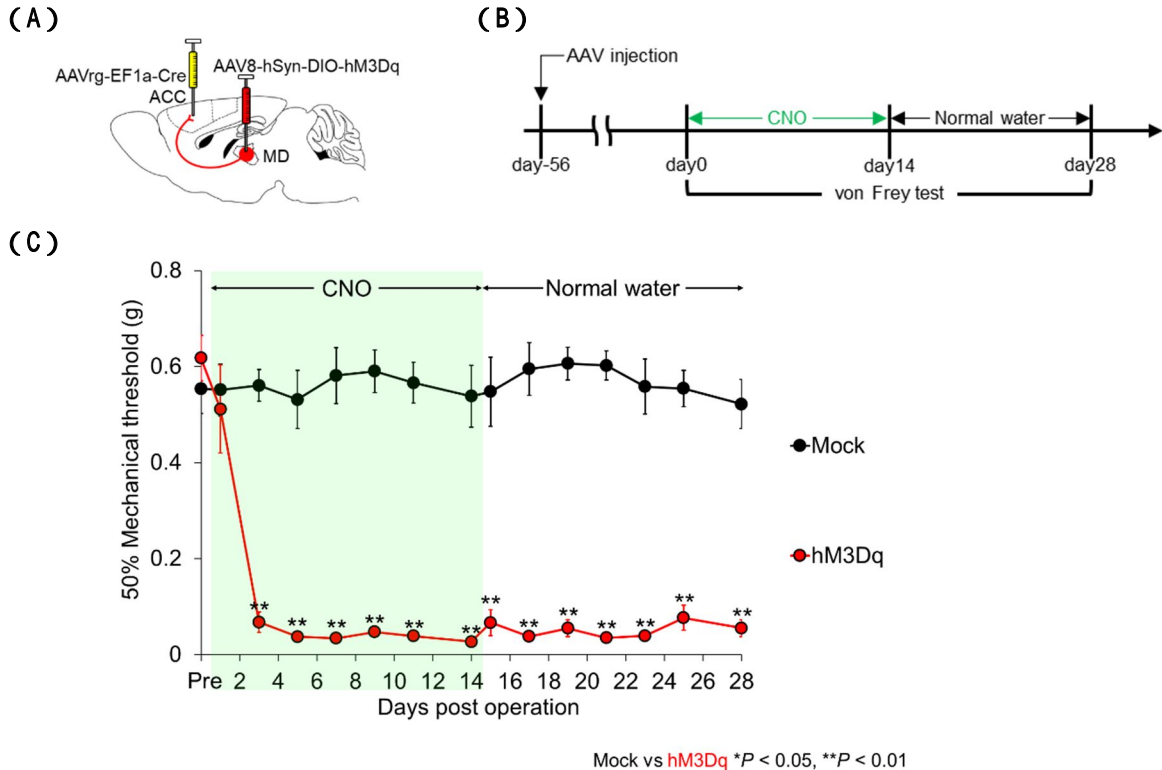 (A)
AAVrg-EF1a-Cre
AAV8-hSyn-DIO-hM3Dq
ACC
MD
(B)
AAV injection
CNO
Normal water
day-56
day0
day14
day28
von Frey test
(C)
50% Mechanical threshold (g)
0.8
0.6
0.4
0.2
0
CNO
Normal water
** ** ** ** ** ** ** ** ** ** ** ** **
Pre 2 4 6 8 10 12 14 16 18 20 22 24 26 28
Days post operation
Mock
hM3Dq
Mock vs hM3Dq *P < 0.05, **P < 0.01